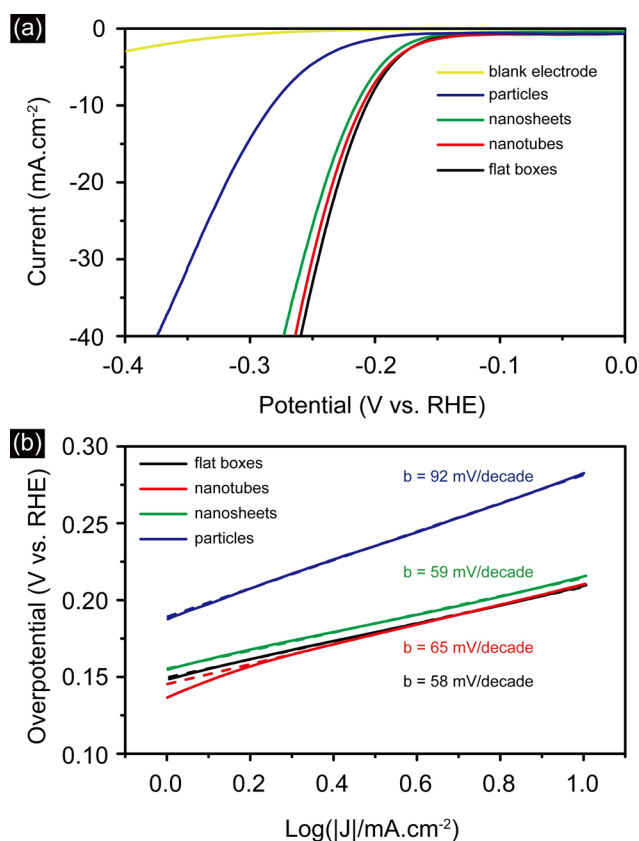 (a)
0
-10
-20
-30
-40
Current (mA.cm-2)
blank electrode
particles
nanosheets
nanotubes
flat boxes
-0.4 -0.3 -0.2 -0.1 0.0
Potential (V vs. RHE)
(b)
0.30
0.25
0.20
0.15
0.10
Overpotential (V vs. RHE)
flat boxes
nanotubes
nanosheets
particles
b = 92 mV/decade
b = 59 mV/decade
b = 65 mV/decade
b = 58 mV/decade
0.0 0.2 0.4 0.6 0.8 1.0
Log(|J|/mA.cm-2)